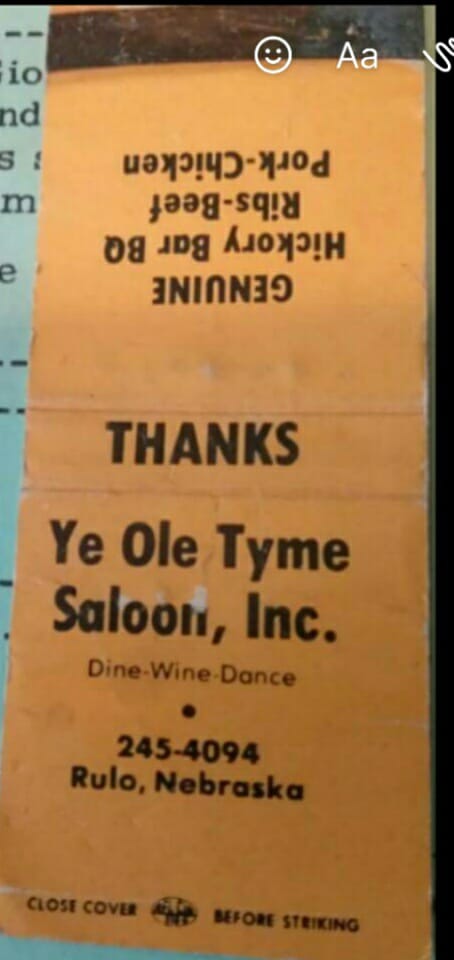 Aa
GENUINE
Hickory Bar BQ
Ribs-Beef
Pork-Chicken
THANKS
Ye Ole Tyme
Saloon, Inc.
Dine-Wine-Dance
245-4094
Rulo, Nebraska
CLOSE COVER BEFORE STRIKING